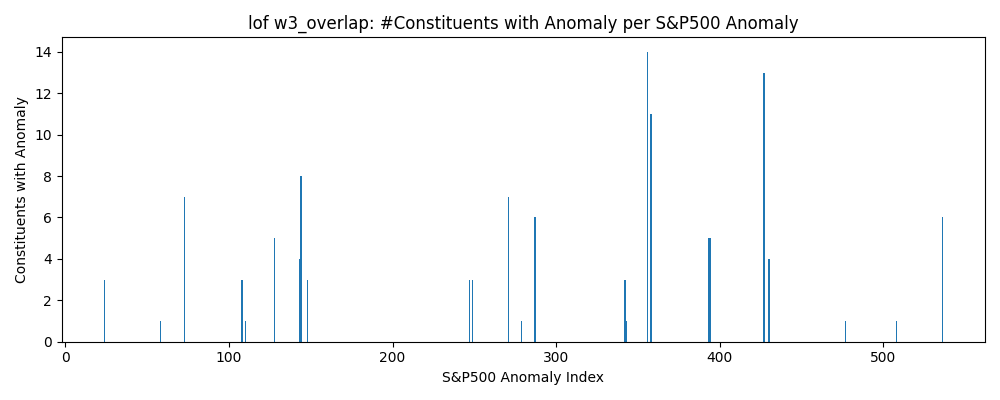 lof w3_overlap: #Constituents with Anomaly per S&P500 Anomaly
Constituents with Anomaly
14
12
10
8
6
4
2
0
0 100 200 300 400 500
S&P500 Anomaly Index